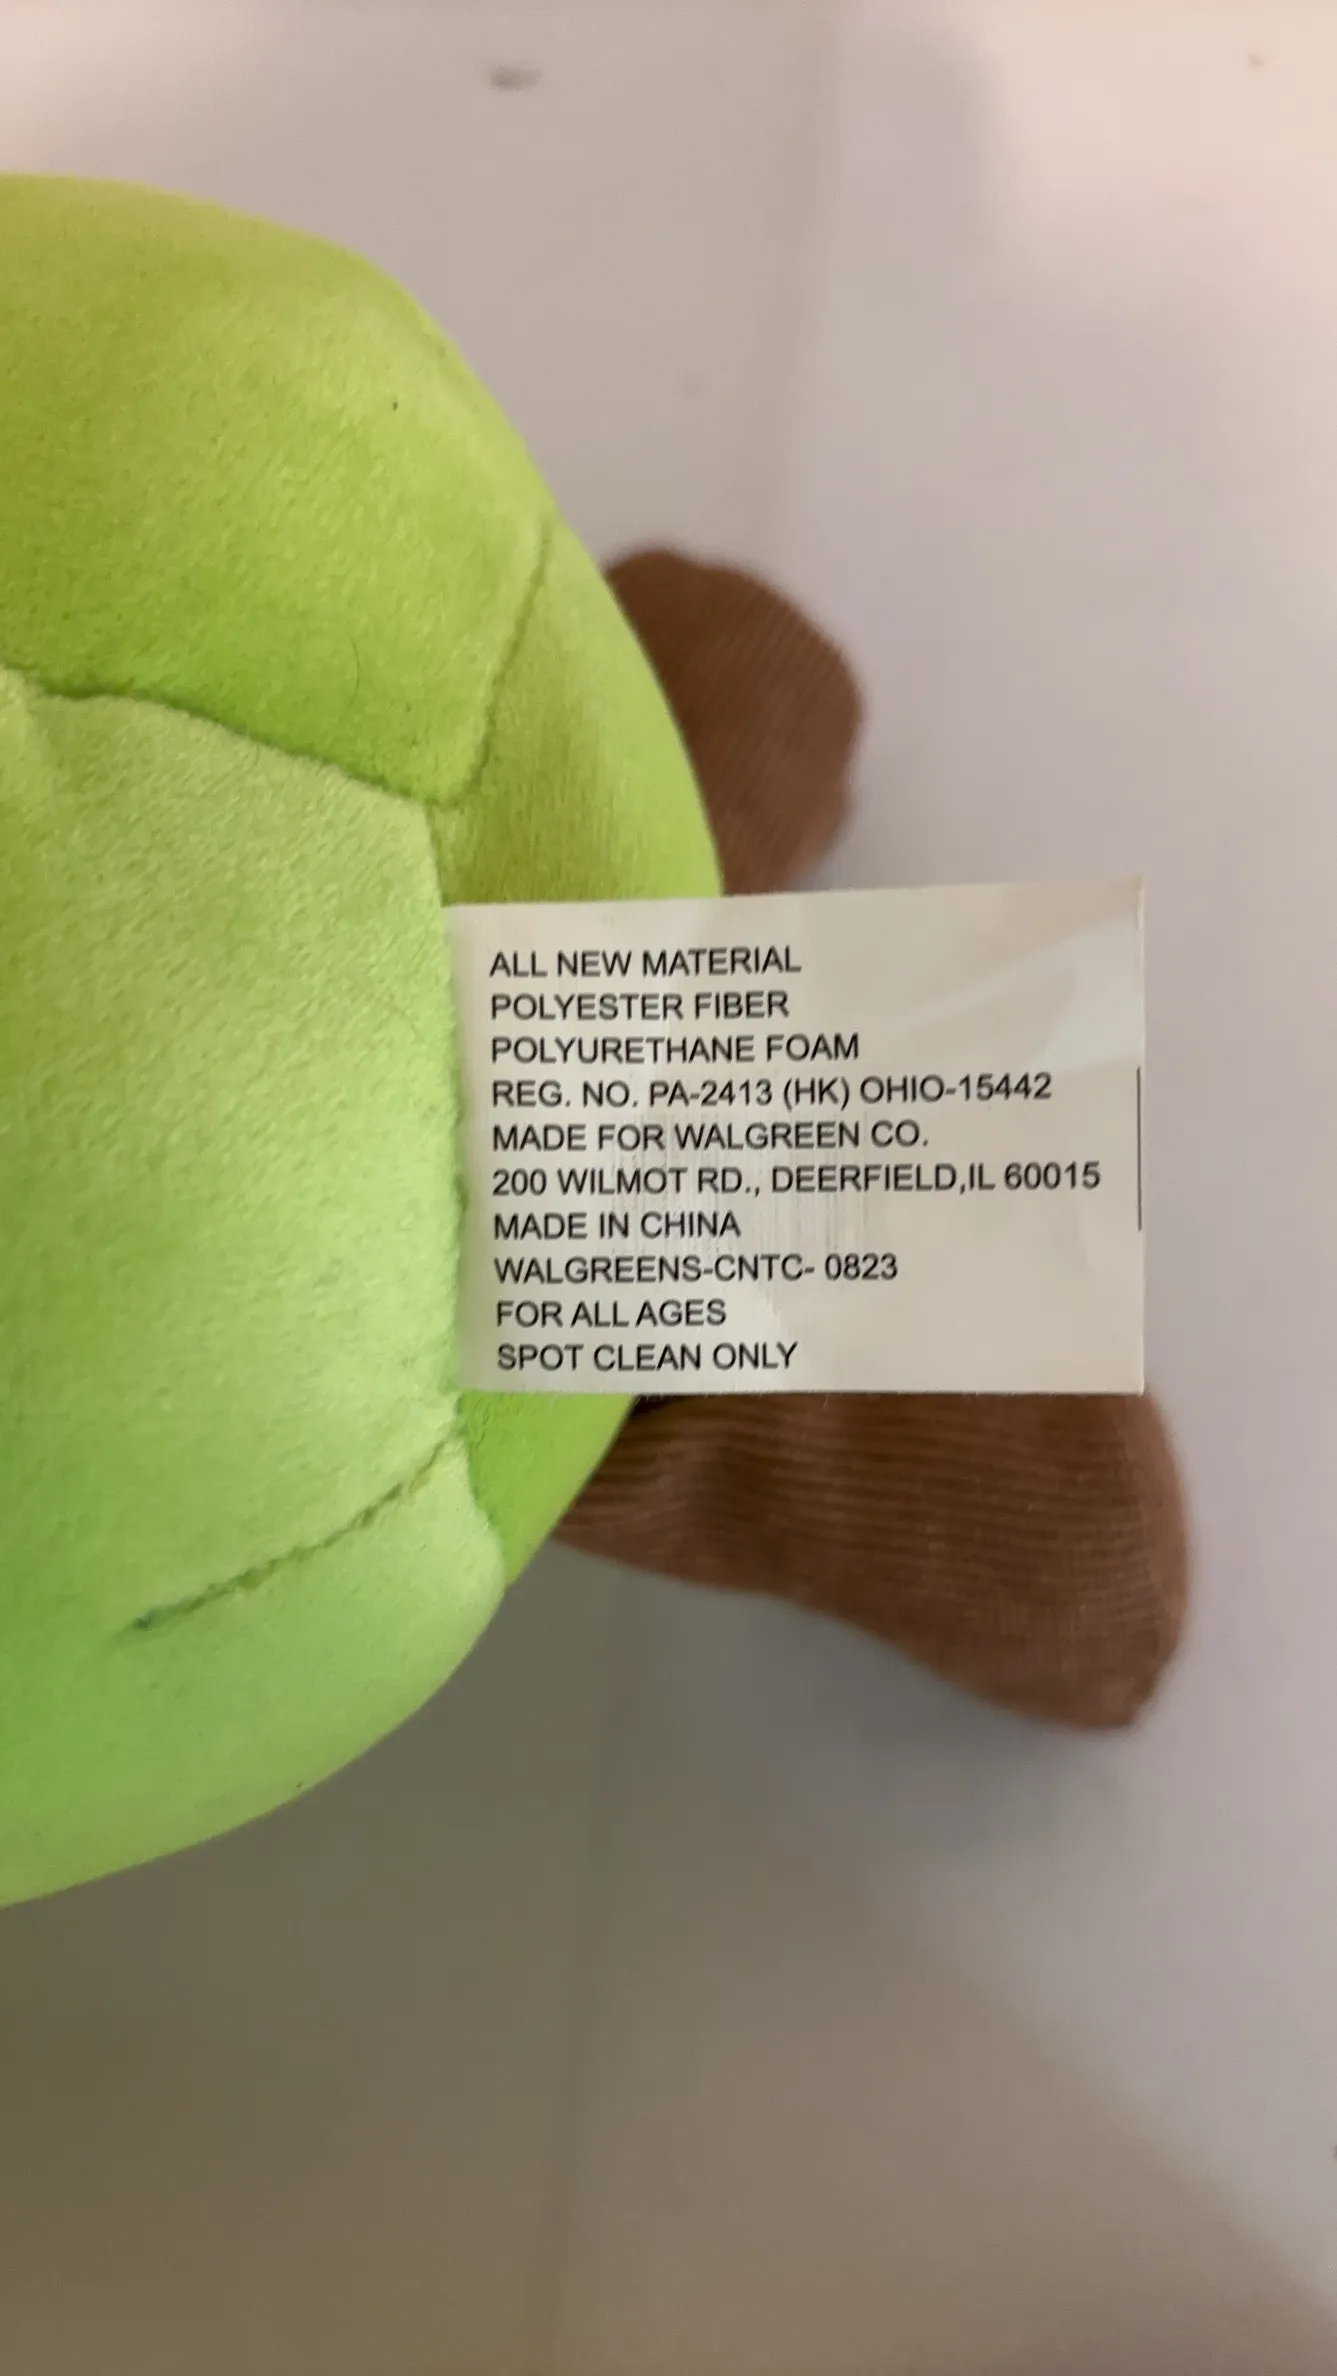 ALL NEW MATERIAL
POLYESTER FIBER
POLYURETHANE FOAM
REG. NO. PA-2413 (HK) OHIO-15442
MADE FOR WALGREEN CO.
200 WILMOT RD., DEERFIELD,IL 60015
MADE IN CHINA
WALGREENS-CNTC- 0823
FOR ALL AGES
SPOT CLEAN ONLY